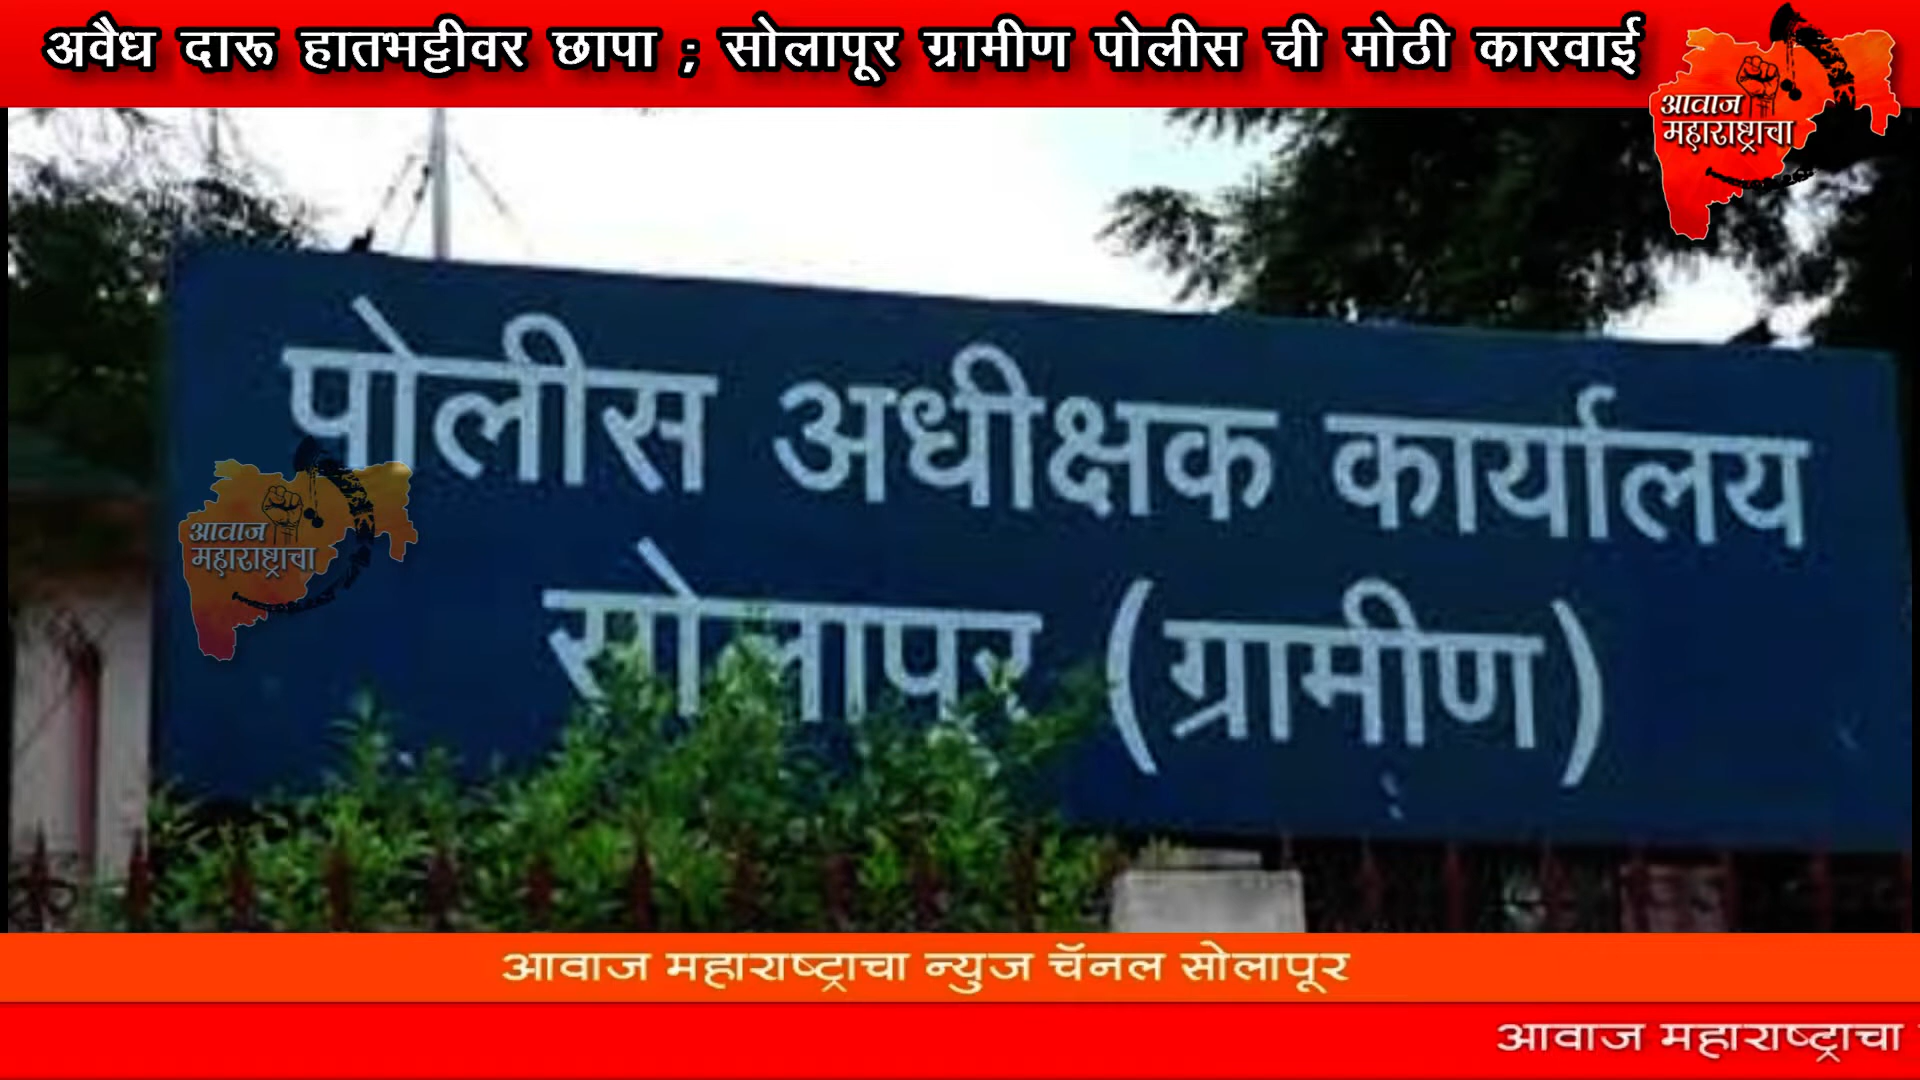 अवैध दारू हातभट्टीवर छापा ; सोलापूर ग्रामीण पोलीस ची मोठी कारवाई
आवाज
महाराष्ट्राचा
पोलीस अधीक्षक कार्यालय
आवाज
महाराष्ट्राचा
सोलापूर (ग्रामीण)
आवाज महाराष्ट्राचा न्युज चॅनल सोलापूर
आवाज महाराष्ट्राचा